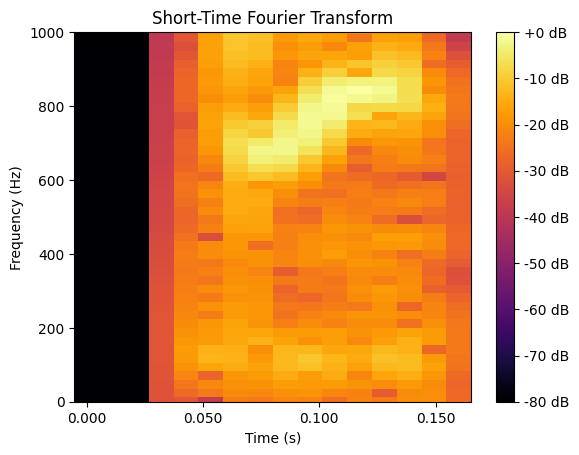 Short-Time Fourier Transform
1000
800
600
400
200
0
Frequency (Hz)
0.000
0.050
0.100
0.150
Time (s)
+0 dB
-10 dB
-20 dB
-30 dB
-40 dB
-50 dB
-60 dB
-70 dB
-80 dB